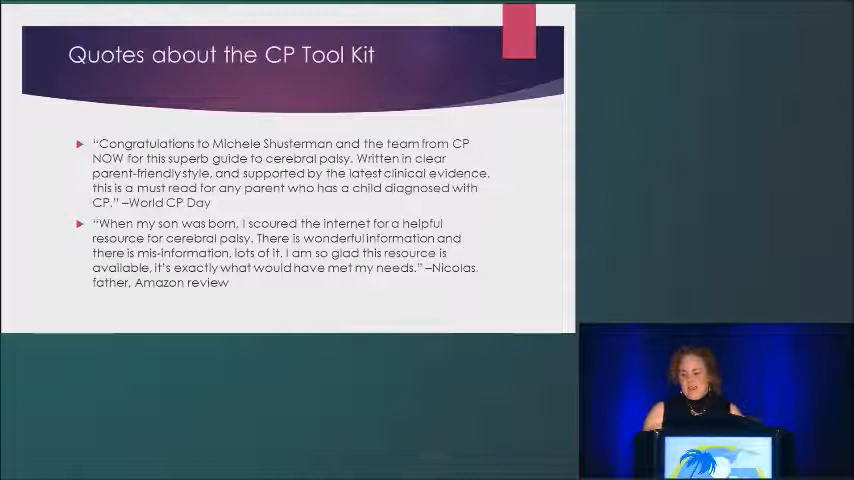 Quotes about the CP Tool Kit
“Congratulations to Michele Shusterman and the team from CP
NOW for this superb guide to cerebral palsy. Written in clear
parent-friendly style, and supported by the latest clinical evidence,
this is a must read for any parent who has a child diagnosed with
CP.” –World CP Day
“When my son was born, I scoured the internet for a helpful
resource for cerebral palsy. There is wonderful information and
there is mis-information, lots of it. I am so glad this resource is
available, it’s exactly what would have met my needs.” –Nicolas,
father, Amazon review